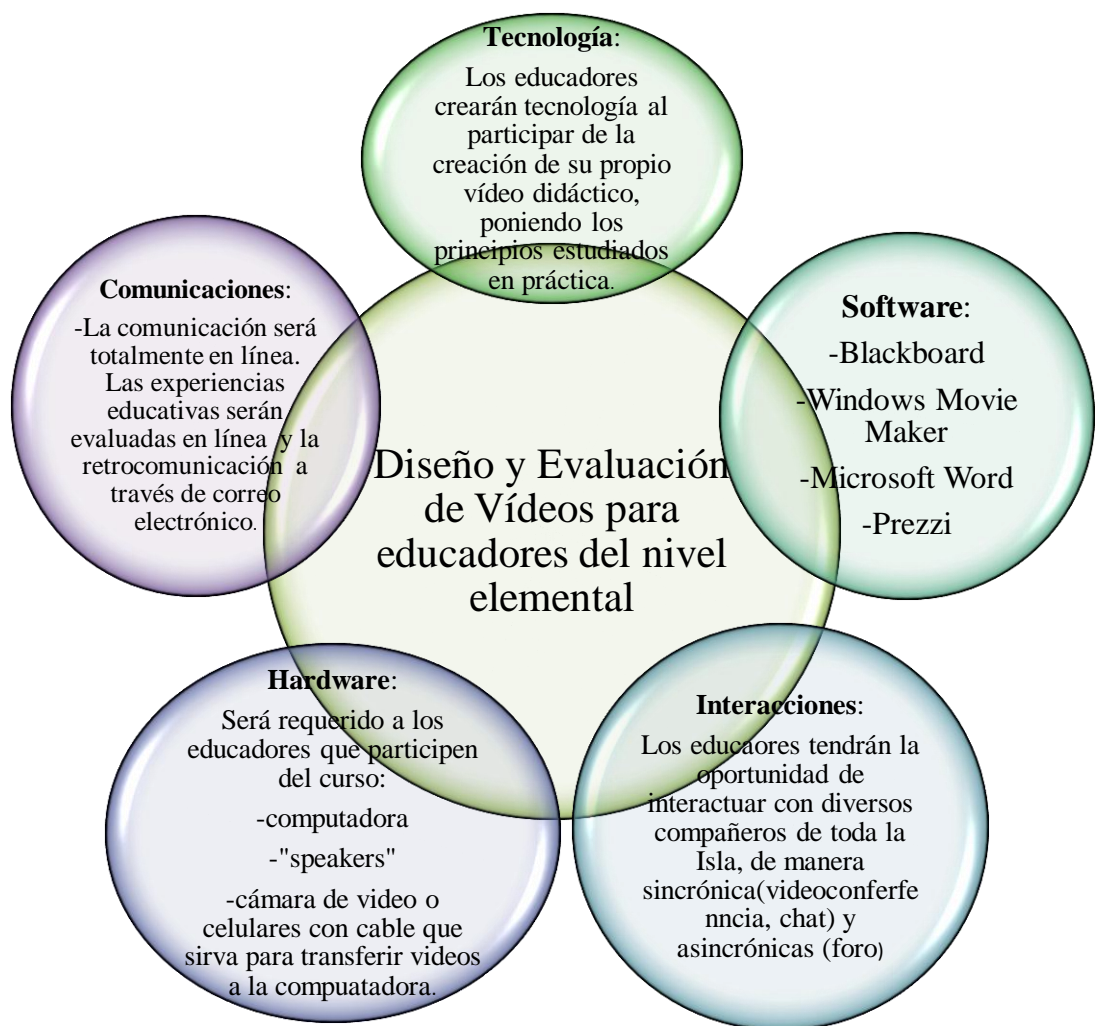 Tecnología:
Los educadores
crearán tecnología al
participar de la
creación de su propio
vídeo didáctico,
poniendo los
principios estudiados
en práctica.
Comunicaciones:
-La comunicación será
totalmente en línea.
Las experiencias
educativas serán
evaluadas en línea y la
retrocomunicación a
través de correo
electrónico.
Software:
-Blackboard
-Windows Movie
Maker
-Microsoft Word
-Prezzi
Diseño y Evaluación
de Vídeos para
educadores del nivel
elemental
Hardware:
Será requerido a los
educadores que participen
del curso:
-computadora
-"speakers"
-cámara de video o
celulares con cable que
sirva para transferir videos
a la compuatadora.
Interacciones:
Los educaores tendrán la
oportunidad de
interactuar con diversos
compañeros de toda la
Isla, de manera
sincrónica(videoconferfe
nncia, chat) y
asincrónicas (foro)